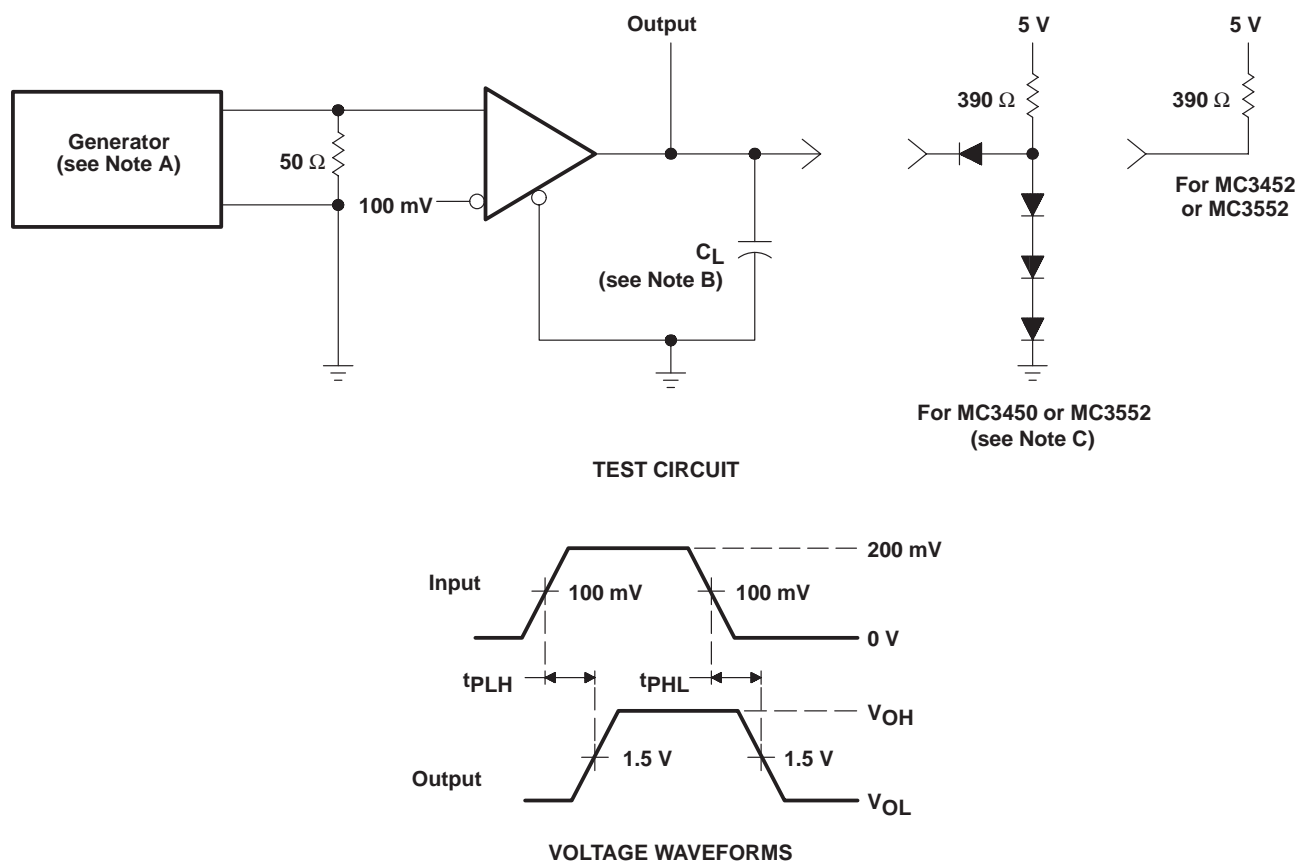 Output
5 V
5 V
390 Ω
390 Ω
Generator
(see Note A)
50 Ω
100 mV
For MC3452
or MC3552
CL
(see Note B)
For MC3450 or MC3552
(see Note C)
TEST CIRCUIT
200 mV
Input
100 mV
100 mV
0 V
tPLH
tPHL
VOH
1.5 V
1.5 V
Output
VOL
VOLTAGE WAVEFORMS